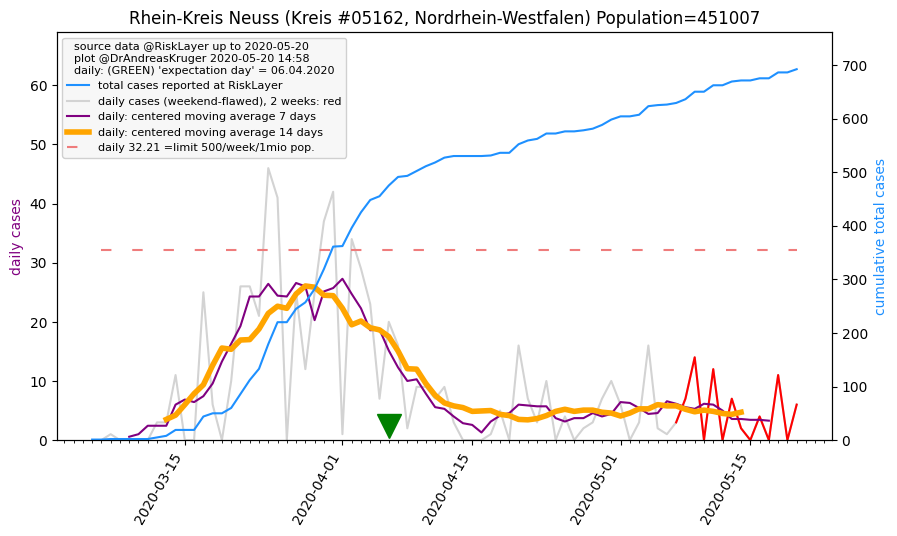 Rhein-Kreis Neuss (Kreis #05162, Nordrhein-Westfalen) Population=451007
source data @RiskLayer up to 2020-05-20
plot @DrAndreasKruger 2020-05-20 14:58
daily: (GREEN) 'expectation day' = 06.04.2020
total cases reported at RiskLayer
daily cases (weekend-flawed), 2 weeks: red
daily: centered moving average 7 days
daily: centered moving average 14 days
daily 32.21 =limit 500/week/1mio pop.
daily cases
60
50
40
30
20
10
0
700
600
500
400
300
200
100
0
cumulative total cases
2020-03-15
2020-04-01
2020-04-15
2020-05-01
2020-05-15